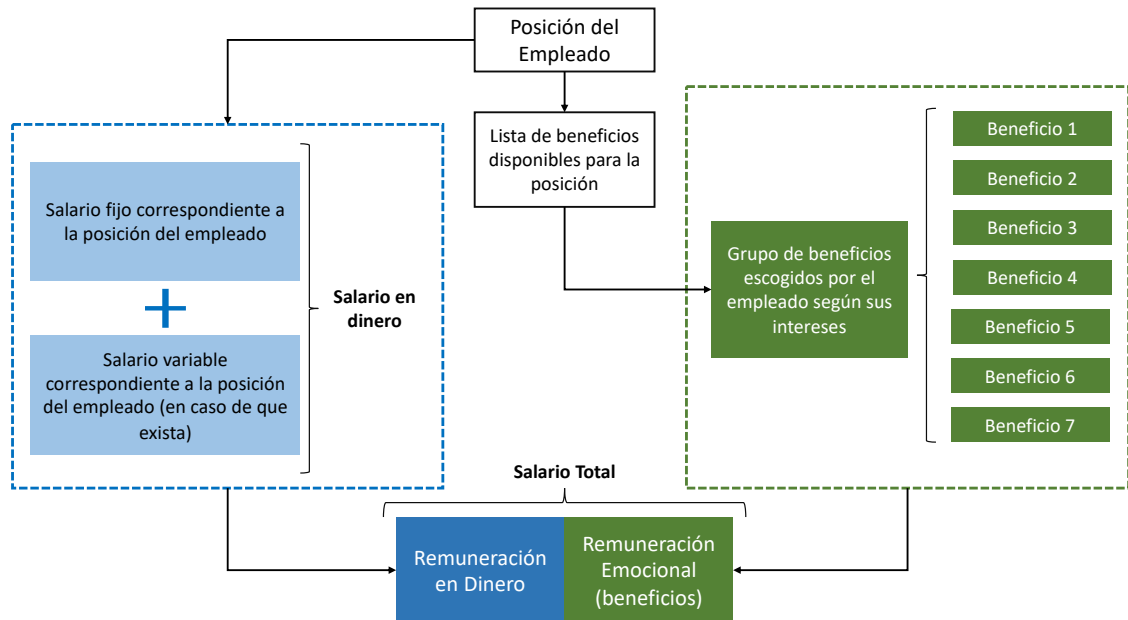 Posición del
Empleado
Lista de beneficios
disponibles para la
posición
Salario fijo correspondiente a
la posición del empleado
Salario variable
correspondiente a la posición
del empleado (en caso de que
exista)
Salario en
dinero
Grupo de beneficios
escogidos por el
empleado según sus
intereses
Beneficio 1
Beneficio 2
Beneficio 3
Beneficio 4
Beneficio 5
Beneficio 6
Beneficio 7
Salario Total
Remuneración
en Dinero
Remuneración
Emocional
(beneficios)